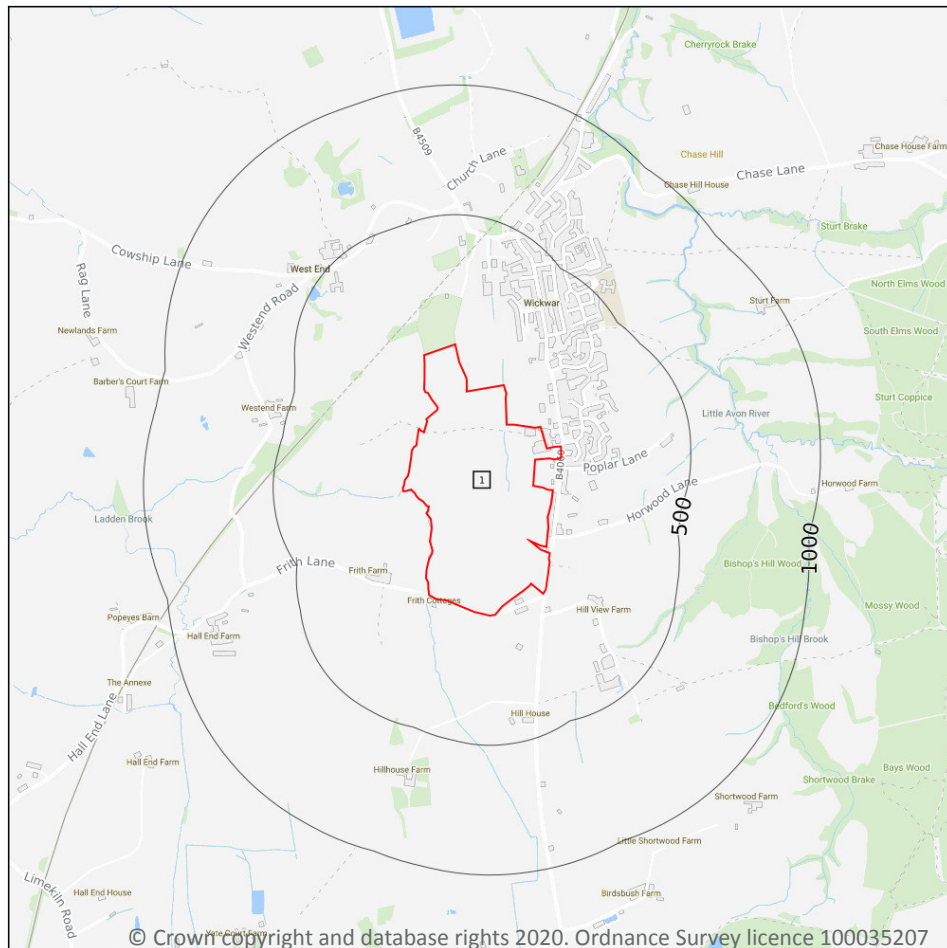 Cherryrock Brake
B4509
Church Lane
Chase Hill
Chase House Farm
Chase Lane
Chase Hill House
Sturt Brake
Cowship Lane
West End
Rag Lane
Westend Road
Wickwar
Sturt Farm
North Elms Wood
Newlands Farm
South Elms Wood
Barber's Court Farm
Westend Farm
Little Avon River
Sturt Coppice
B4060
Poplar Lane
1
Horwood Lane
Horwood Farm
Ladden Brook
500
1000
Frith Lane
Frith Farm
Bishop's Hill Wood
Frith Cottages
Hill View Farm
Mossy Wood
Popeyes Barn
Hall End Farm
Bishop's Hill Brook
The Annexe
Hall End Lane
Hill House
Bedford's Wood
Hall End Farm
Hillhouse Farm
Bays Wood
Shortwood Brake
Shortwood Farm
Little Shortwood Farm
Limekiln Road
Hall End House
Birdsbush Farm
Yate Court Farm
© Crown copyright and database rights 2020. Ordnance Survey licence 100035207